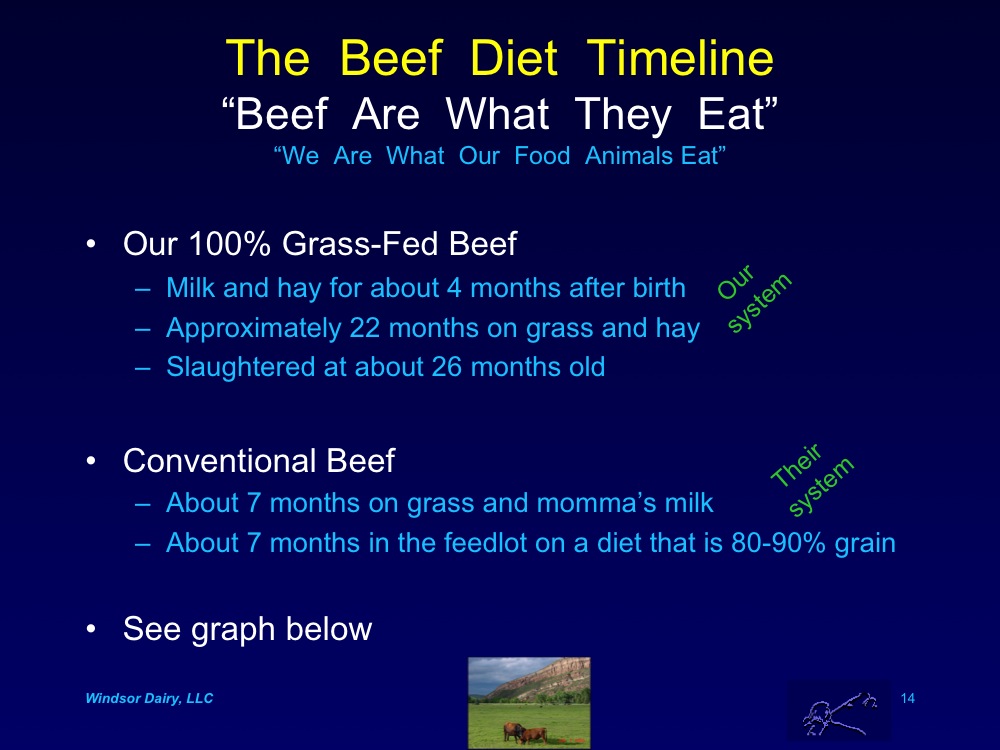 The Beef Diet Timeline
“Beef Are What They Eat”
“We Are What Our Food Animals Eat”
• Our 100% Grass-Fed Beef
– Milk and hay for about 4 months after birth
– Approximately 22 months on grass and hay
– Slaughtered at about 26 months old
Our
system
• Conventional Beef
– About 7 months on grass and momma’s milk
– About 7 months in the feedlot on a diet that is 80-90% grain
Their
system
• See graph below
Windsor Dairy, LLC
14